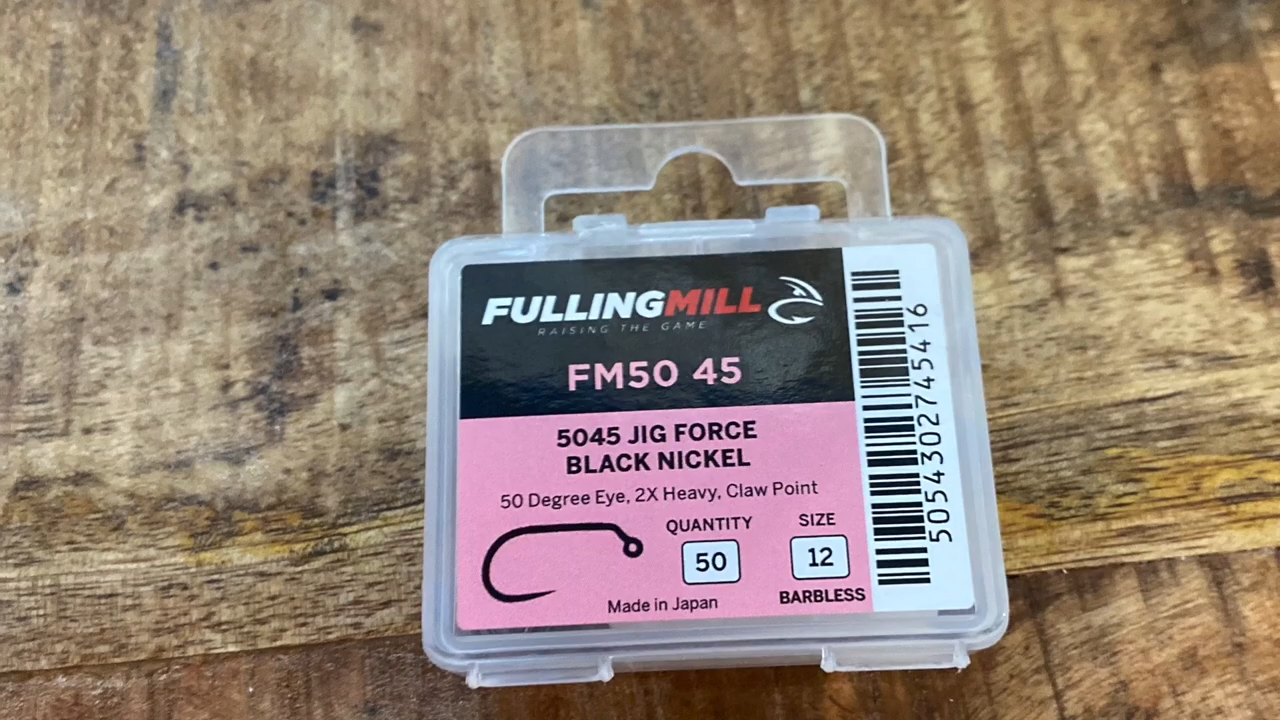 FULLINGMILL
RAISING THE GAME
FM50 45
5045 JIG FORCE
BLACK NICKEL
50 Degree Eye, 2X Heavy, Claw Point
QUANTITY
50
SIZE
12
BARBLESS
Made in Japan
5054302745416